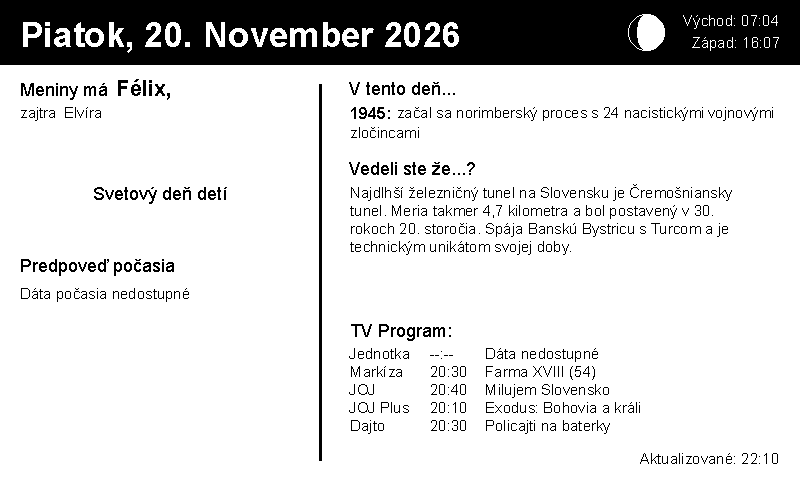 Piatok, 20. November 2026
Východ: 07:04
Západ: 16:07
Meniny má Félix,
zajtra Elvíra
Svetový deň detí
Predpoveď počasia
Dáta počasia nedostupné
V tento deň...
1945: začal sa norimberský proces s 24 nacistickými vojnovými
zločincami
Vedeli ste že...?
Najdlhší železničný tunel na Slovensku je Čremošniansky
tunel. Meria takmer 4,7 kilometra a bol postavený v 30.
rokoch 20. storočia. Spája Banskú Bystricu s Turcom a je
technickým unikátom svojej doby.
TV Program:
Jednotka --:-- Dáta nedostupné
Markíza 20:30 Farma XVIII (54)
JOJ 20:40 Milujem Slovensko
JOJ Plus 20:10 Exodus: Bohovia a králi
Dajto 20:30 Policajti na baterky
Aktualizované: 22:10